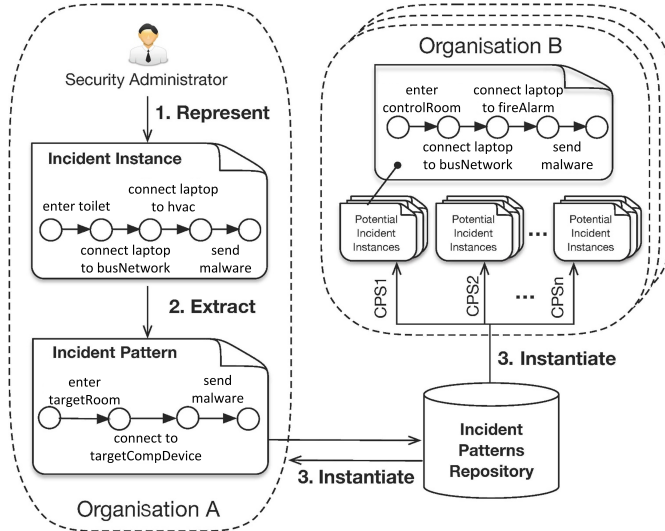 Security Administrator
1. Represent
Incident Instance
enter toilet
connect laptop
to hvac
connect laptop
to busNetwork
send
malware
2. Extract
Incident Pattern
enter
targetRoom
send
malware
connect to
targetCompDevice
Organisation A
Organisation B
enter
controlRoom
connect laptop
to fireAlarm
connect laptop
to busNetwork
send
malware
Potential
Incident
Instances
Potential
Incident
Instances
...
Potential
Incident
Instances
CPS1
CPS2
...
CPSn
3. Instantiate
Incident
Patterns
Repository
3. Instantiate